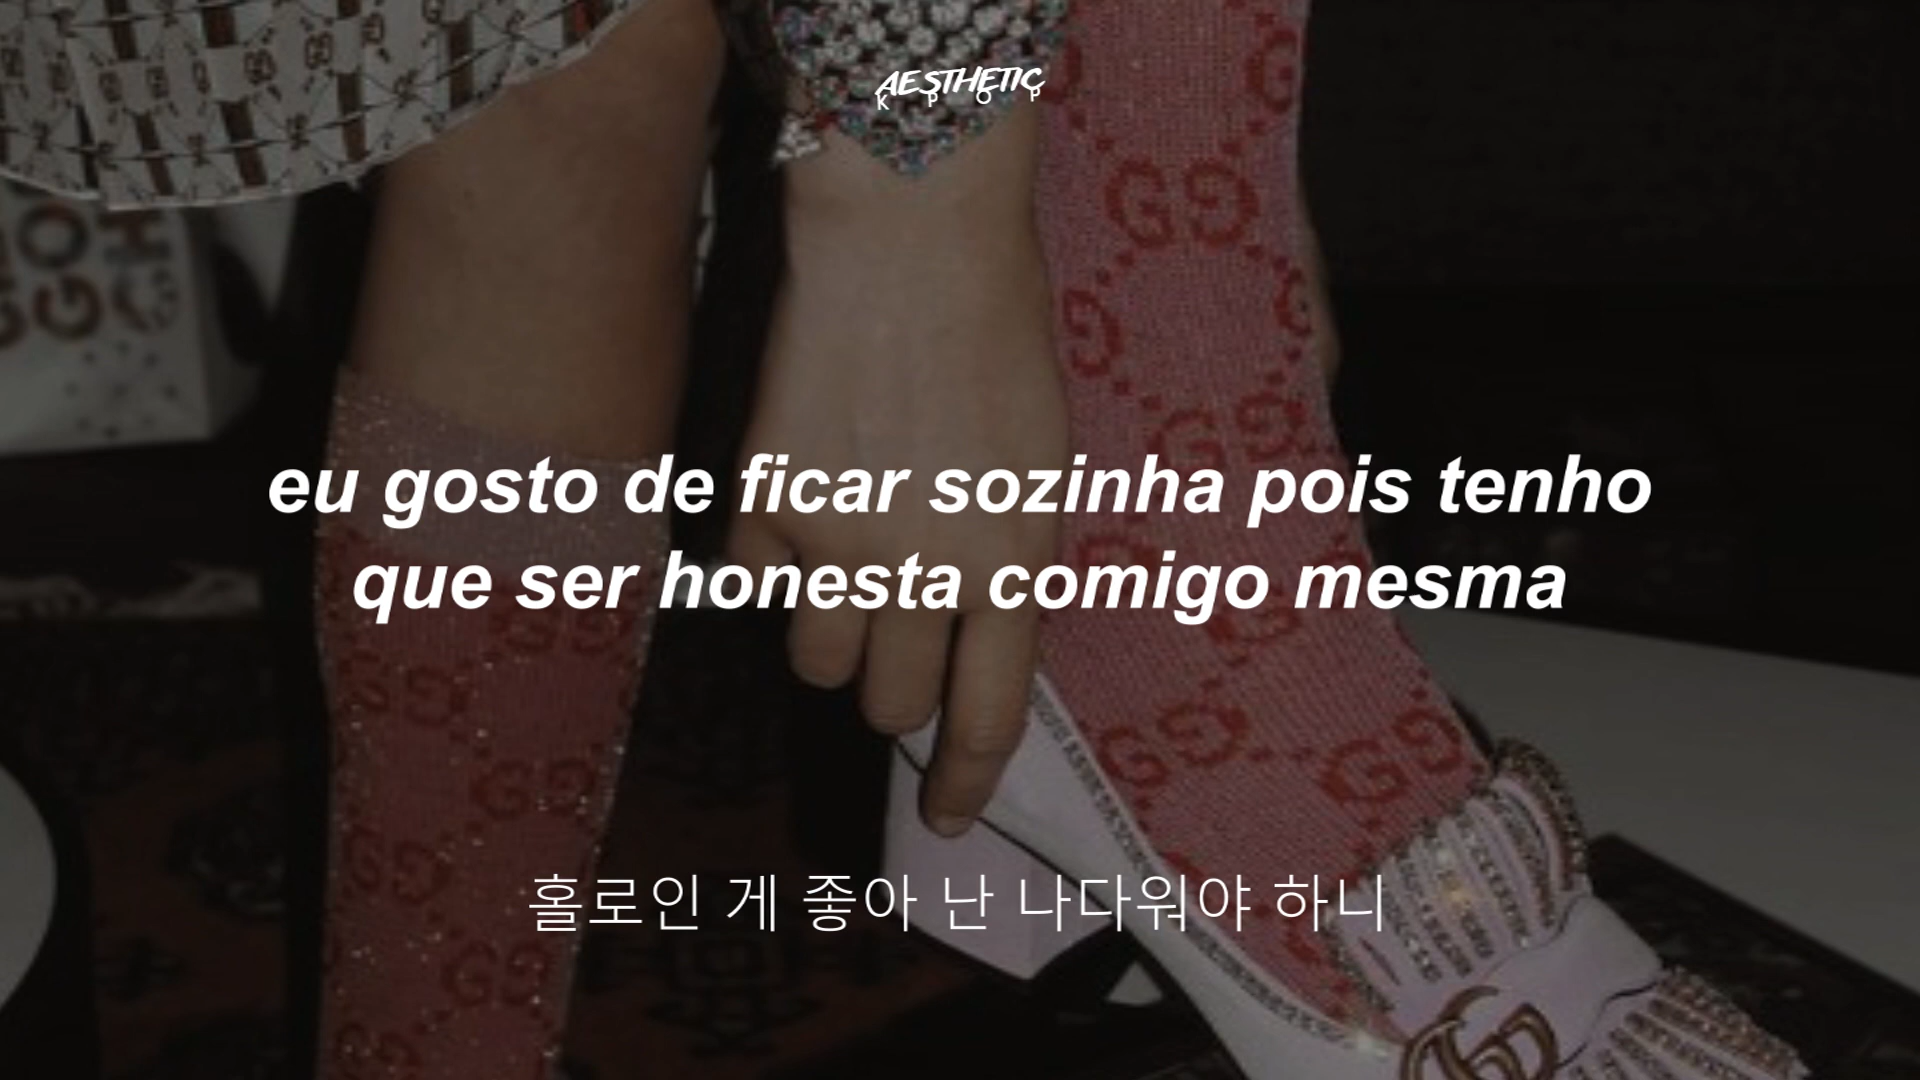 AESTHETIC
KPOP
eu gosto de ficar sozinha pois tenho
que ser honesta comigo mesma
홀로인 게 좋아 난 나다워야 하니